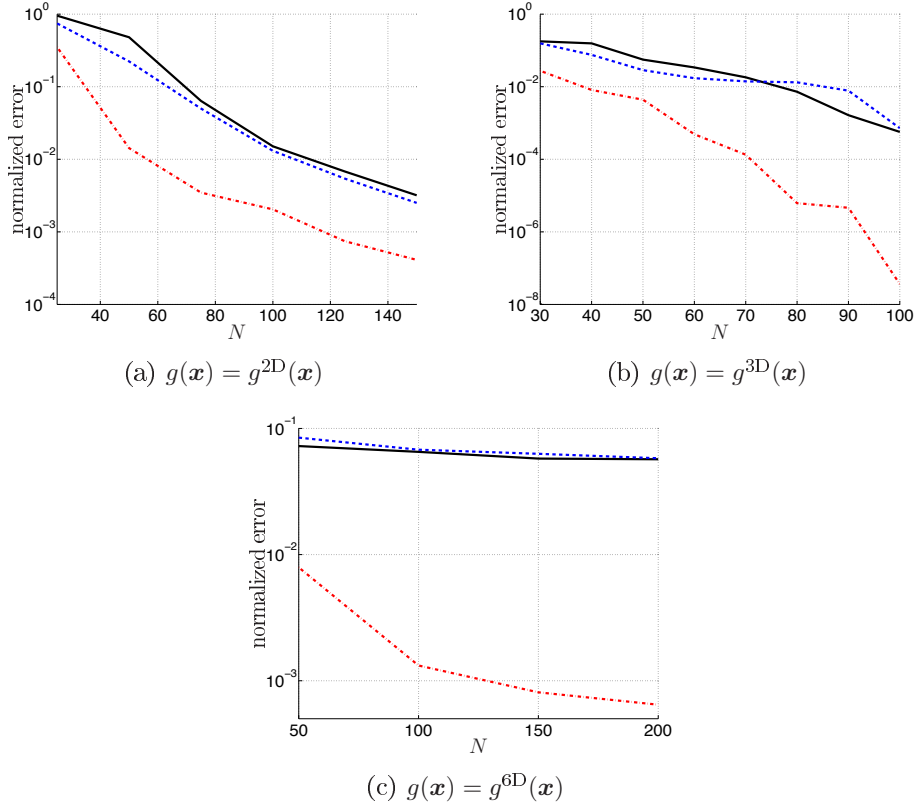 normalized error
10^0
10^-1
10^-2
10^-3
10^-4
40 60 80 100 120 140
N
(a) g(x) = g^2D(x)
normalized error
10^0
10^-2
10^-4
10^-6
10^-8
30 40 50 60 70 80 90 100
N
(b) g(x) = g^3D(x)
normalized error
10^-1
10^-2
10^-3
50 100 150 200
N
(c) g(x) = g^6D(x)